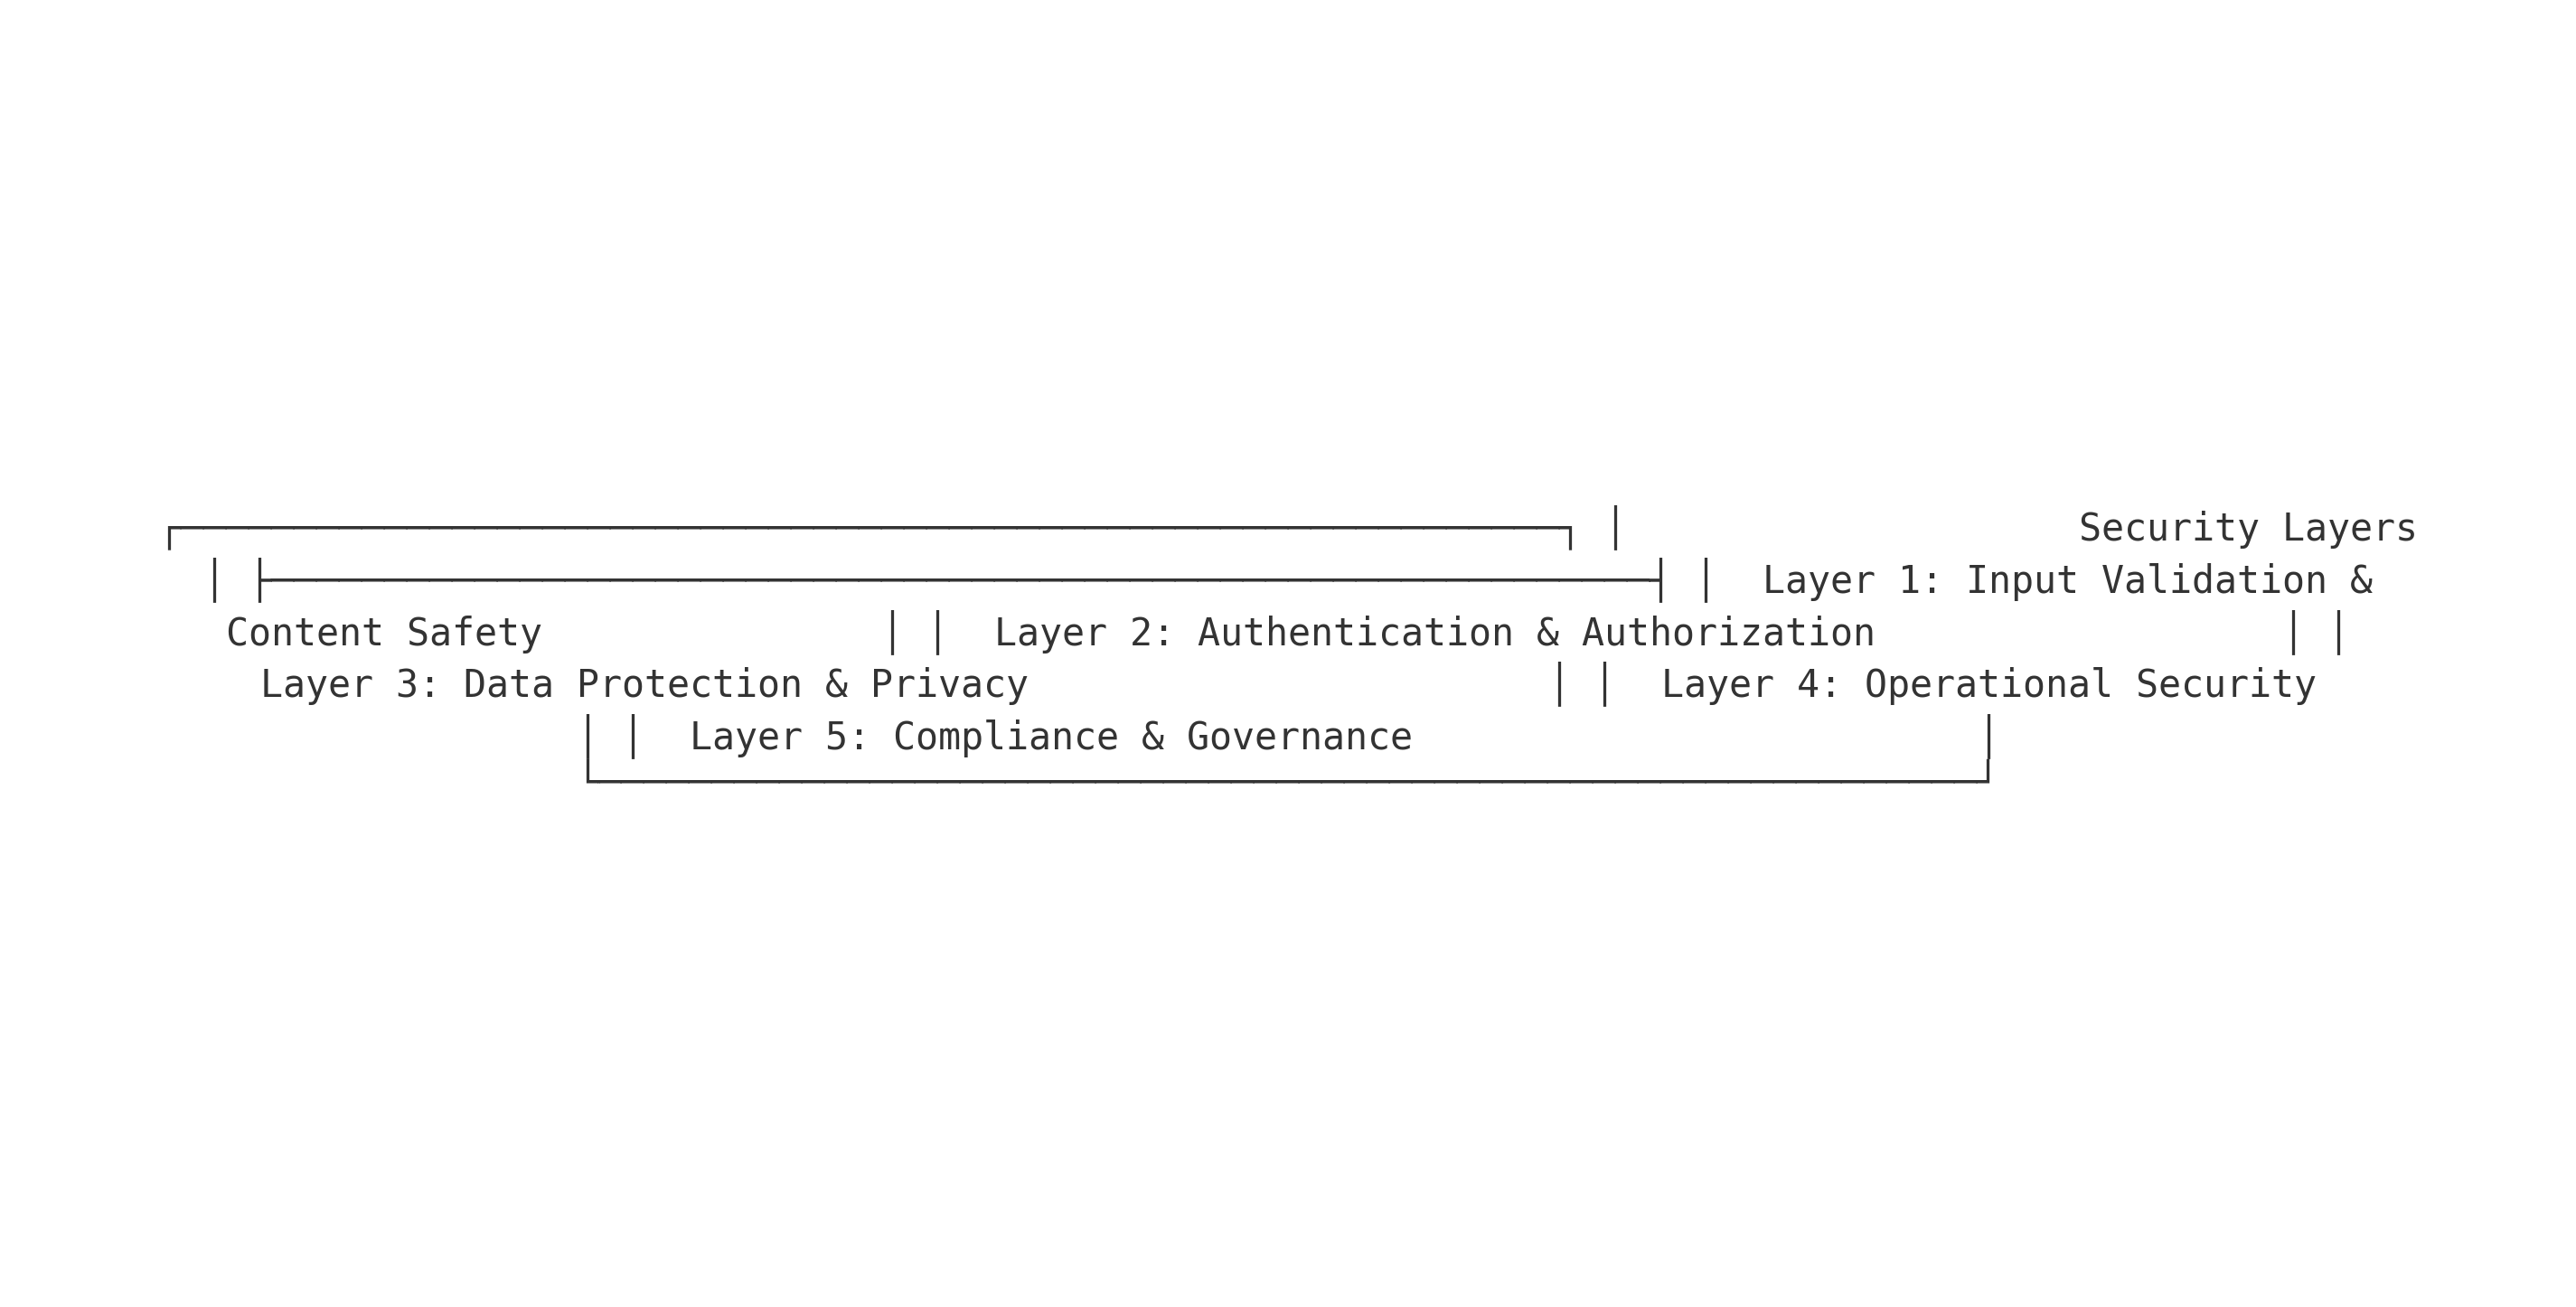 ┌──────────────────────────────────────────────────────────────┐ │                    Security Layers
│ ├──────────────────────────────────────────────────────────────┤ │  Layer 1: Input Validation &
Content Safety               │ │  Layer 2: Authentication & Authorization                  │ │
Layer 3: Data Protection & Privacy                       │ │  Layer 4: Operational Security
│ │  Layer 5: Compliance & Governance                         │
└──────────────────────────────────────────────────────────────┘